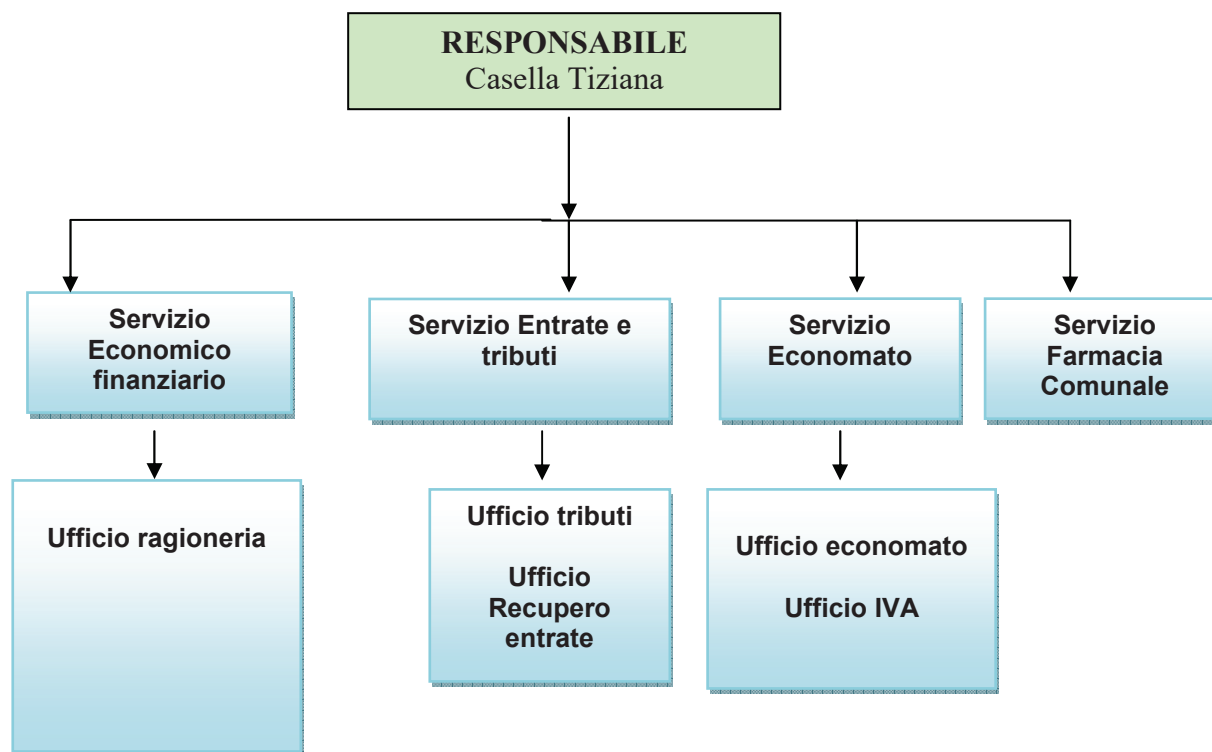 RESPONSABILE
Casella Tiziana
Servizio
Economico
finanziario
Servizio Entrate e
tributi
Servizio
Economato
Servizio
Farmacia
Comunale
Ufficio ragioneria
Ufficio tributi
Ufficio
Recupero
entrate
Ufficio economato
Ufficio IVA